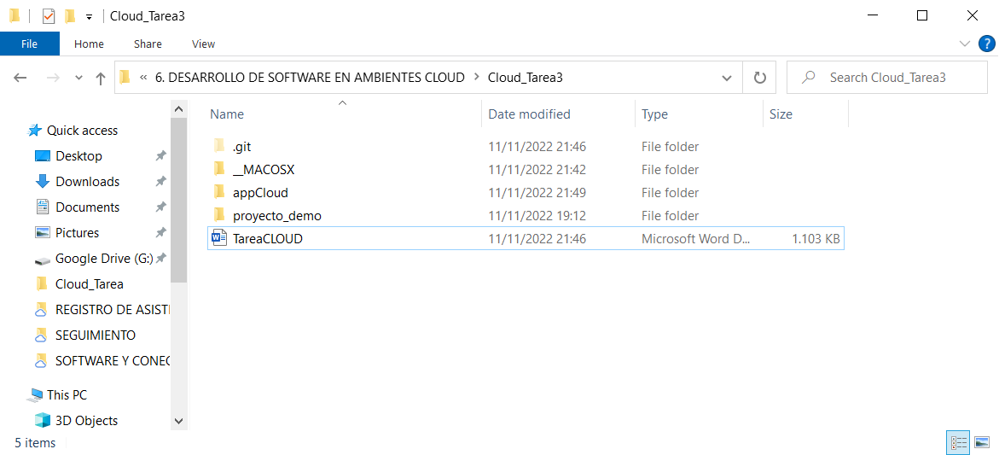 Cloud_Tarea3
File Home Share View
« 6. DESARROLLO DE SOFTWARE EN AMBIENTES CLOUD > Cloud_Tarea3
Search Cloud_Tarea3
Quick access
Desktop
Downloads
Documents
Pictures
Google Drive (G:)
Cloud_Tarea
REGISTRO DE ASISTI
SEGUIMIENTO
SOFTWARE Y CONEC
This PC
3D Objects
Name Date modified Type Size
.git 11/11/2022 21:46 File folder
__MACOSX 11/11/2022 21:42 File folder
appCloud 11/11/2022 21:49 File folder
proyecto_demo 11/11/2022 19:12 File folder
TareaCLOUD 11/11/2022 21:46 Microsoft Word D... 1.103 KB
5 items